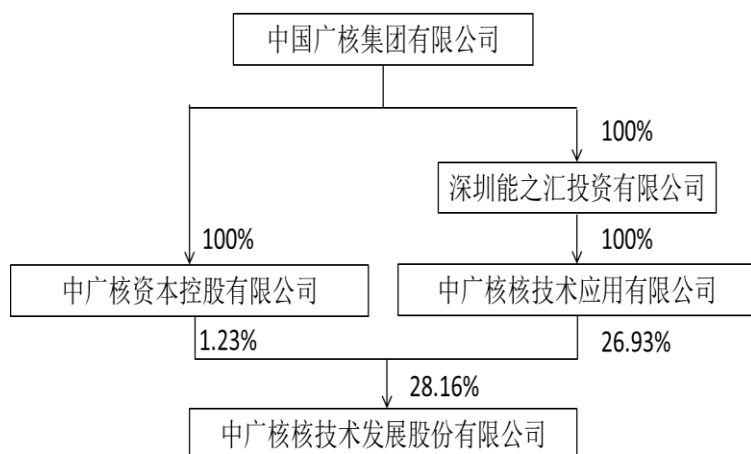 中国广核集团有限公司
100%
深圳能之汇投资有限公司
100%
100%
中广核资本控股有限公司
中广核核技术应用有限公司
1.23%
26.93%
28.16%
中广核核技术发展股份有限公司